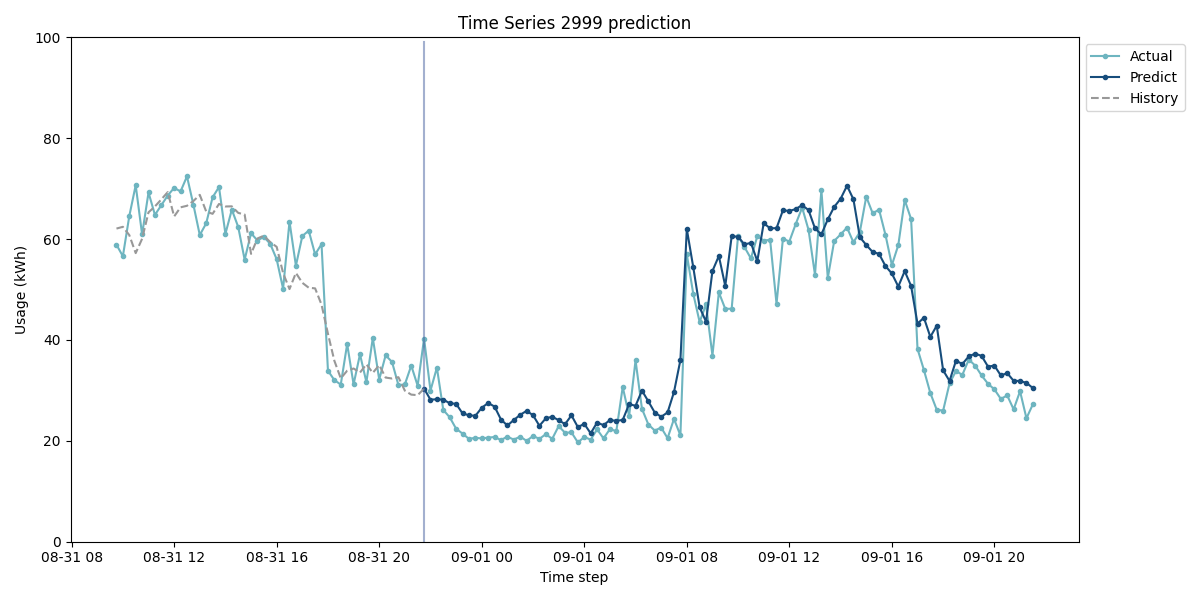 Time Series 2999 prediction
100
80
60
40
20
0
Usage (kWh)
08-31 08
08-31 12
08-31 16
08-31 20
09-01 00
09-01 04
09-01 08
09-01 12
09-01 16
09-01 20
Time step
Actual
Predict
History